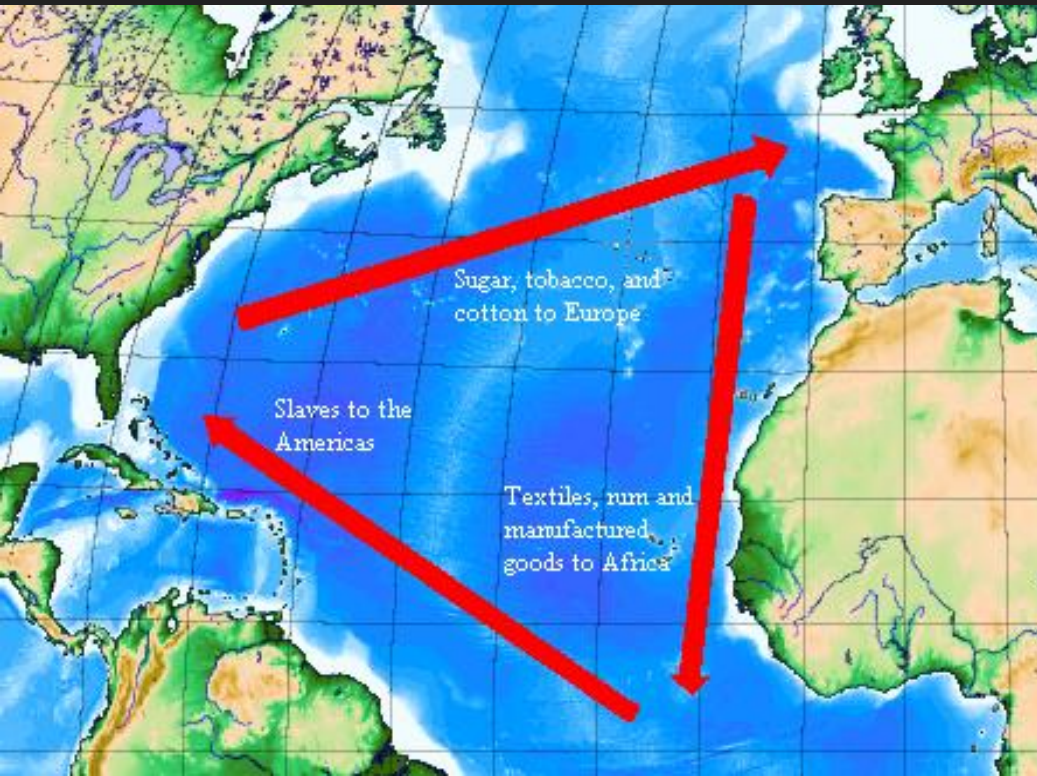 Sugar, tobacco, and
cotton to Europe
Slaves to the
Americas
Textiles, rum and
manufactured
goods to Africa